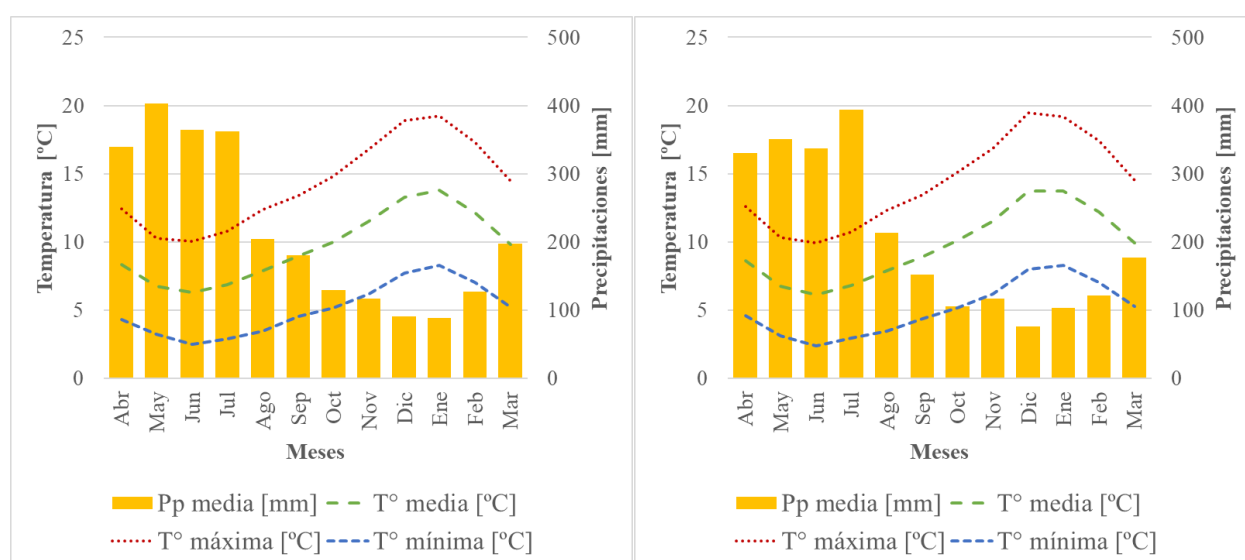 25
20
15
10
5
0
Temperatura [ºC]
500
400
300
200
100
0
Precipitaciones [mm]
Abr
May
Jun
Jul
Ago
Sep
Oct
Nov
Dic
Ene
Feb
Mar
Meses
Pp media [mm]
T° media [ºC]
T° máxima [ºC]
T° mínima [ºC]
25
20
15
10
5
0
Temperatura [ºC]
500
400
300
200
100
0
Precipitaciones [mm]
Abr
May
Jun
Jul
Ago
Sep
Oct
Nov
Dic
Ene
Feb
Mar
Meses
Pp media [mm]
T° media [ºC]
T° máxima [ºC]
T° mínima [ºC]